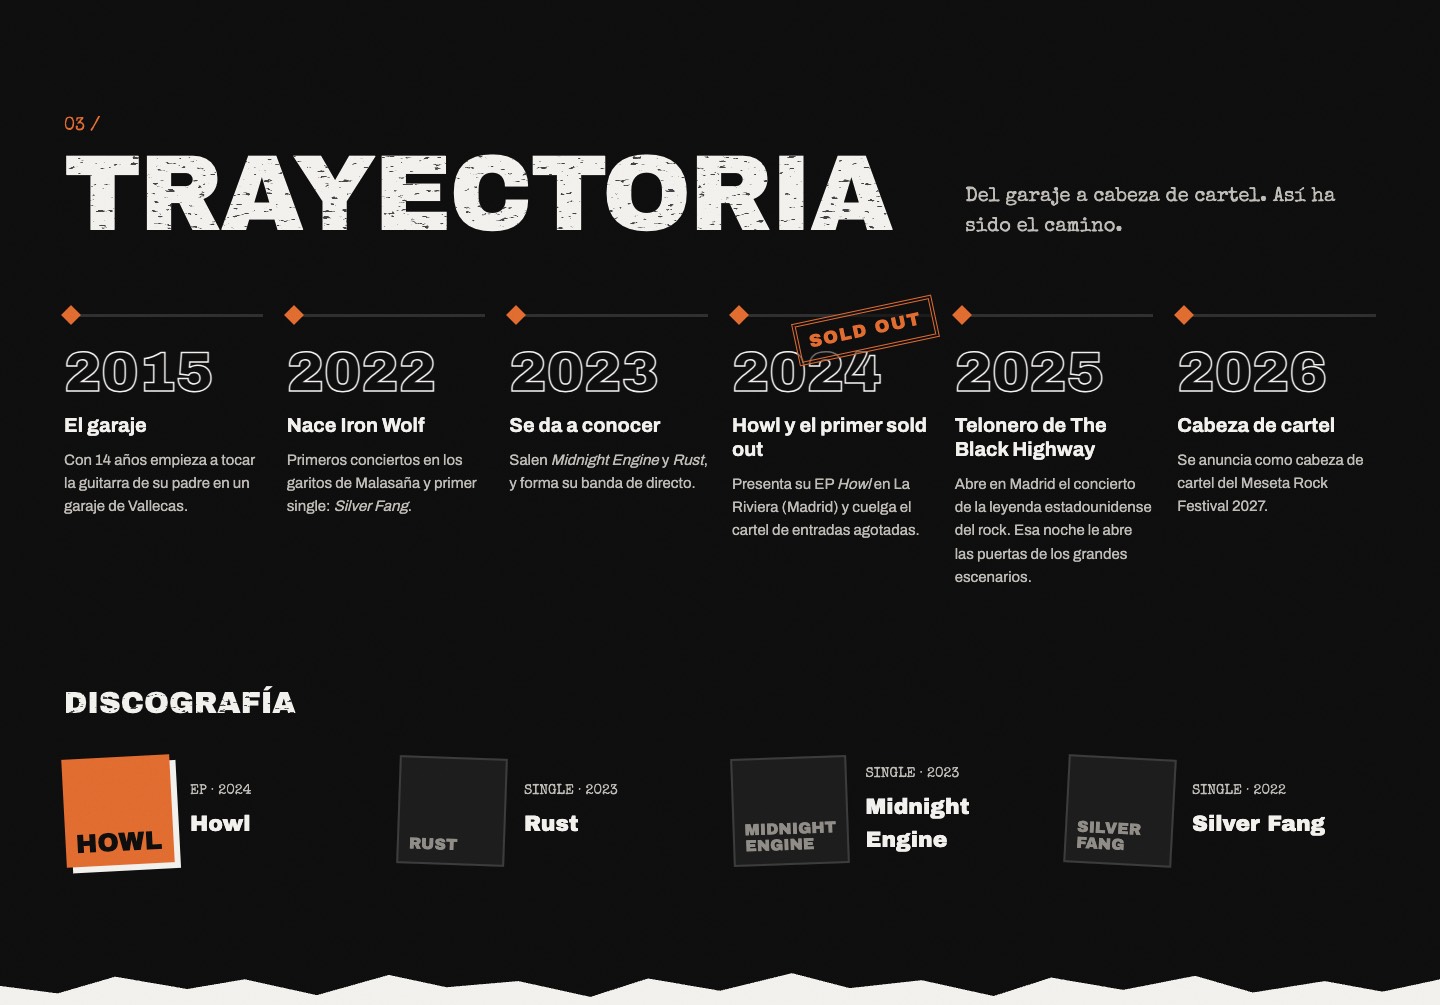 03 /
TRAYECTORIA
Del garaje a cabeza de cartel. Así ha
sido el camino.
2015
El garaje
Con 14 años empieza a tocar
la guitarra de su padre en un
garaje de Vallecas.
2022
Nace Iron Wolf
Primeros conciertos en los
garitos de Malasaña y primer
single: Silver Fang.
2023
Se da a conocer
Salen Midnight Engine y Rust,
y forma su banda de directo.
SOLD OUT
2024
Howl y el primer sold
out
Presenta su EP Howl en La
Riviera (Madrid) y cuelga el
cartel de entradas agotadas.
2025
Telonero de The
Black Highway
Abre en Madrid el concierto
de la leyenda estadounidense
del rock. Esa noche le abre
las puertas de los grandes
escenarios.
2026
Cabeza de cartel
Se anuncia como cabeza de
cartel del Meseta Rock
Festival 2027.
DISCOGRAFÍA
HOWL
EP · 2024
Howl
RUST
SINGLE · 2023
Rust
MIDNIGHT
ENGINE
SINGLE · 2023
Midnight
Engine
SILVER
FANG
SINGLE · 2022
Silver Fang